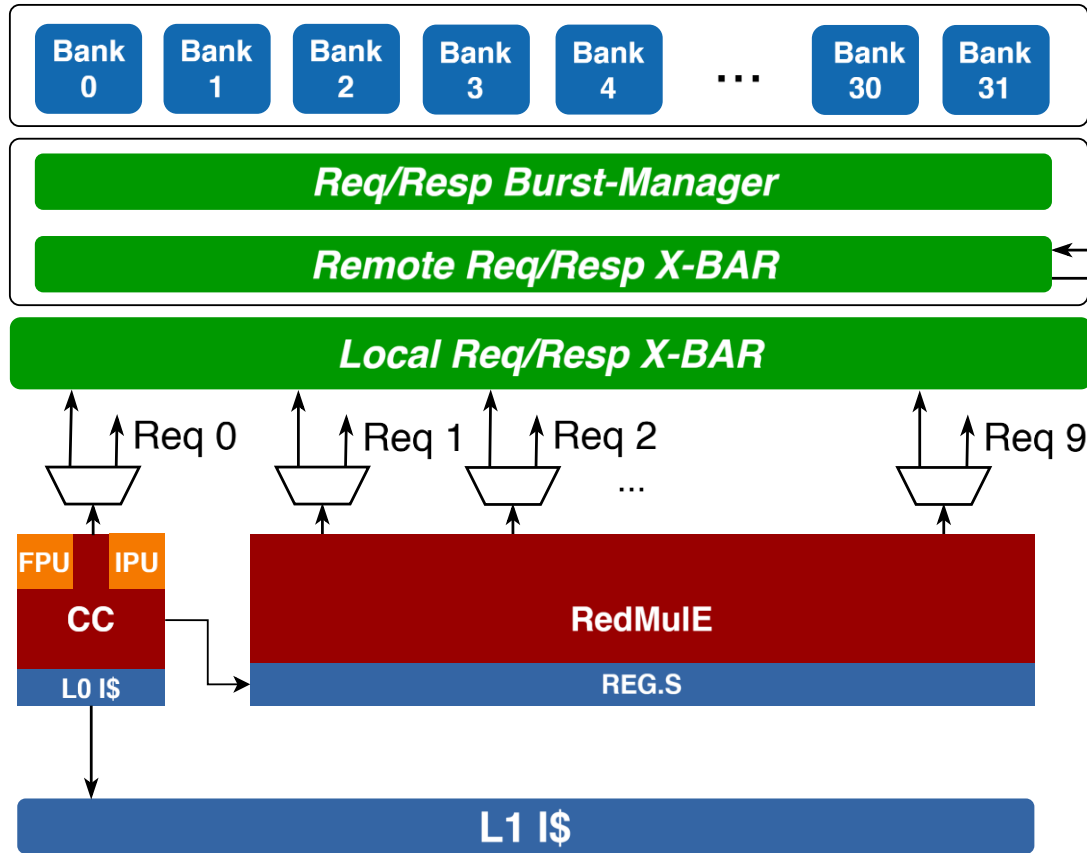 Bank 0
Bank 1
Bank 2
Bank 3
Bank 4
...
Bank 30
Bank 31
Req/Resp Burst-Manager
Remote Req/Resp X-BAR
Local Req/Resp X-BAR
Req 0
Req 1
Req 2
...
Req 9
FPU
IPU
CC
L0 I$
RedMulE
REG.S
L1 I$